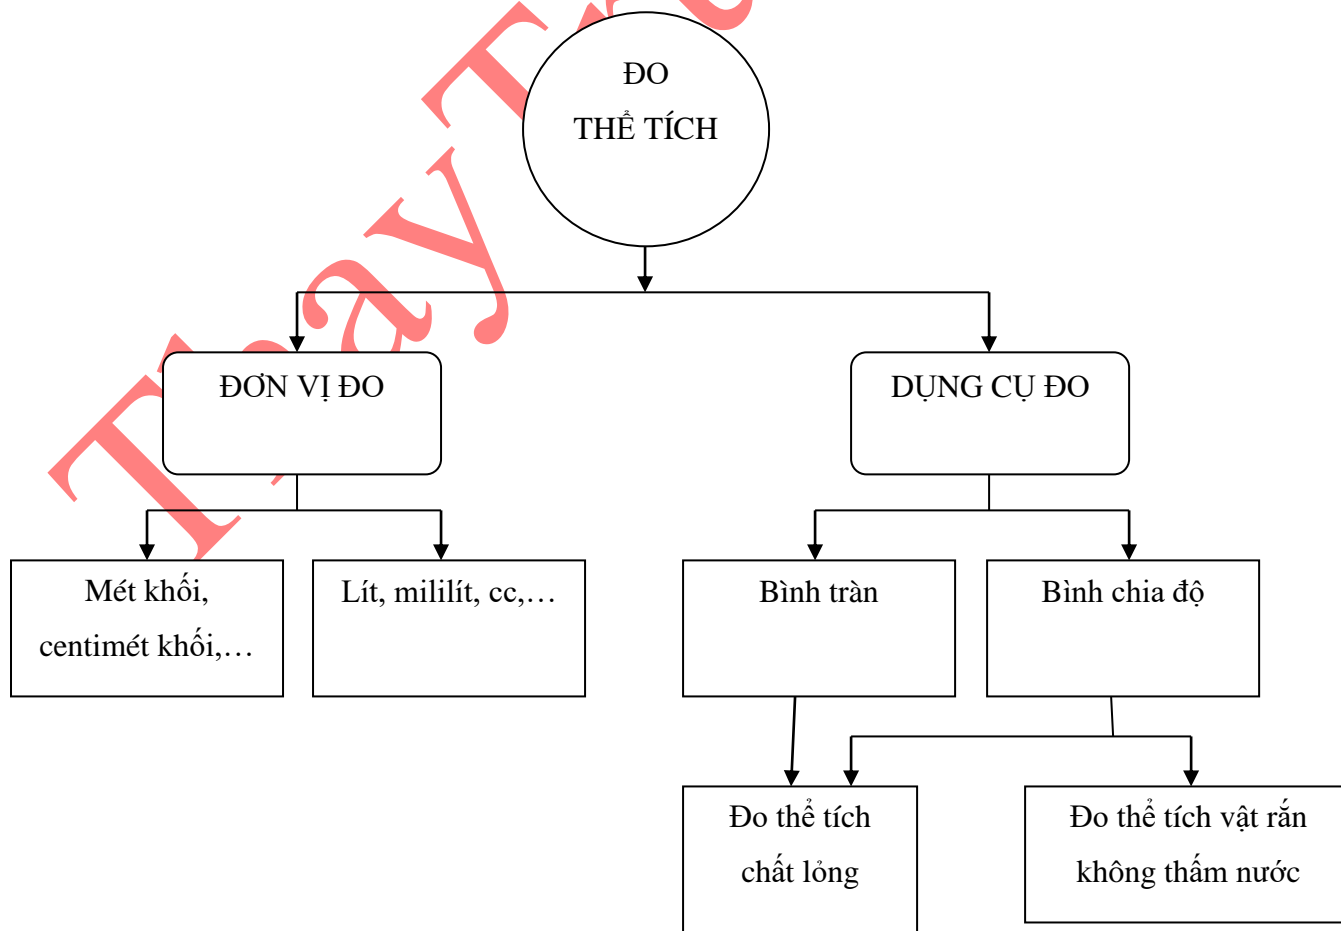 ĐO
THỂ TÍCH
ĐƠN VỊ ĐO
DỤNG CỤ ĐO
Mét khối,
centimét khối,…
Lít, mililít, cc,…
Bình tràn
Bình chia độ
Đo thể tích
chất lỏng
Đo thể tích vật rắn
không thấm nước